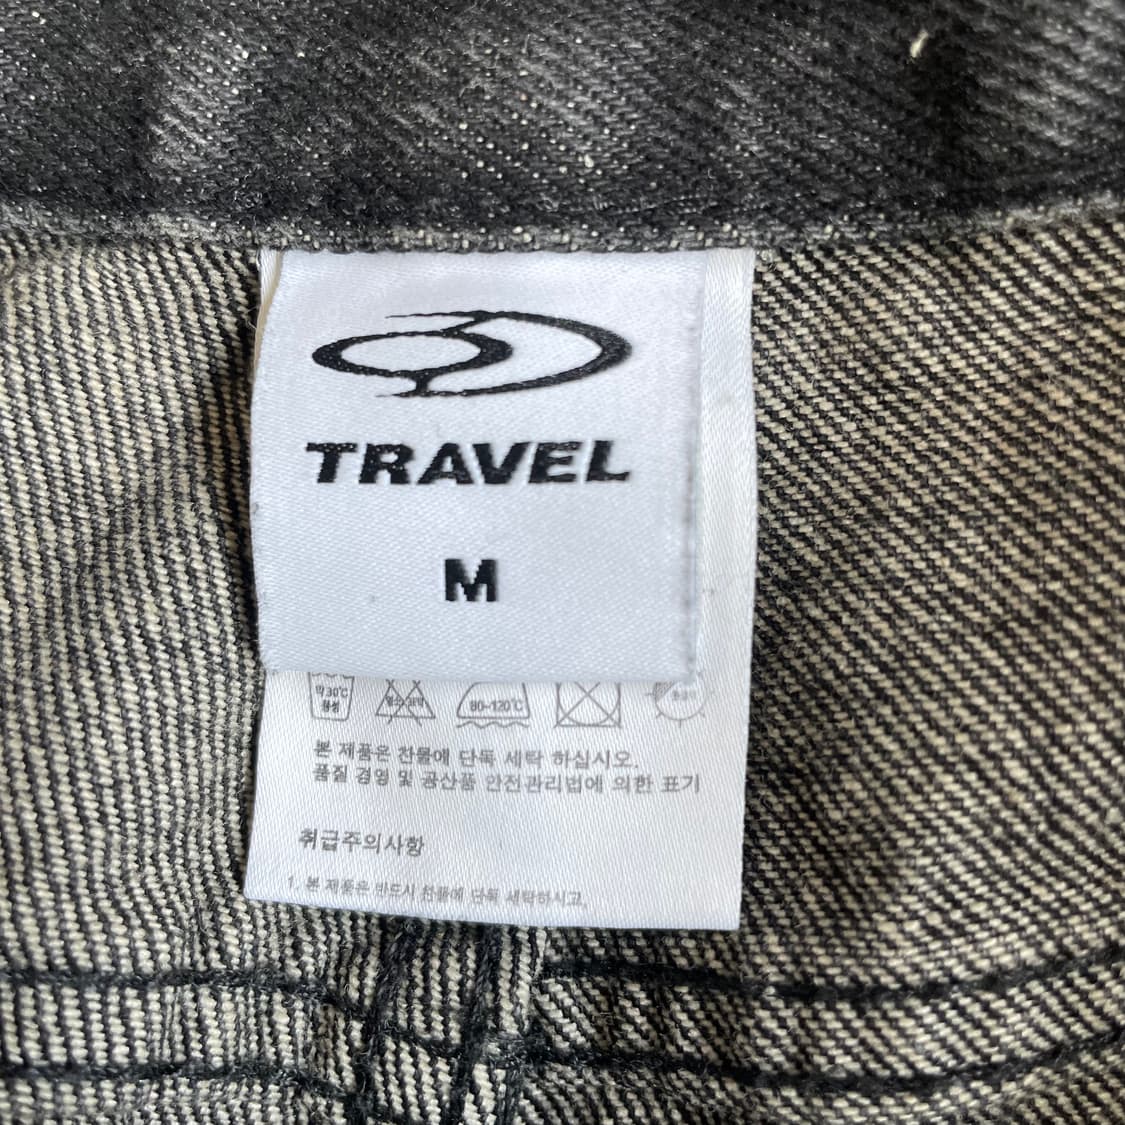 TRAVEL
M
약30℃
중성
80~120℃
본 제품은 찬물에 단독 세탁 하십시오.
품질 경영 및 공산품 안전관리법에 의한 표기
취급주의사항
1. 본 제품은 반드시 찬물에 단독 세탁하시고,